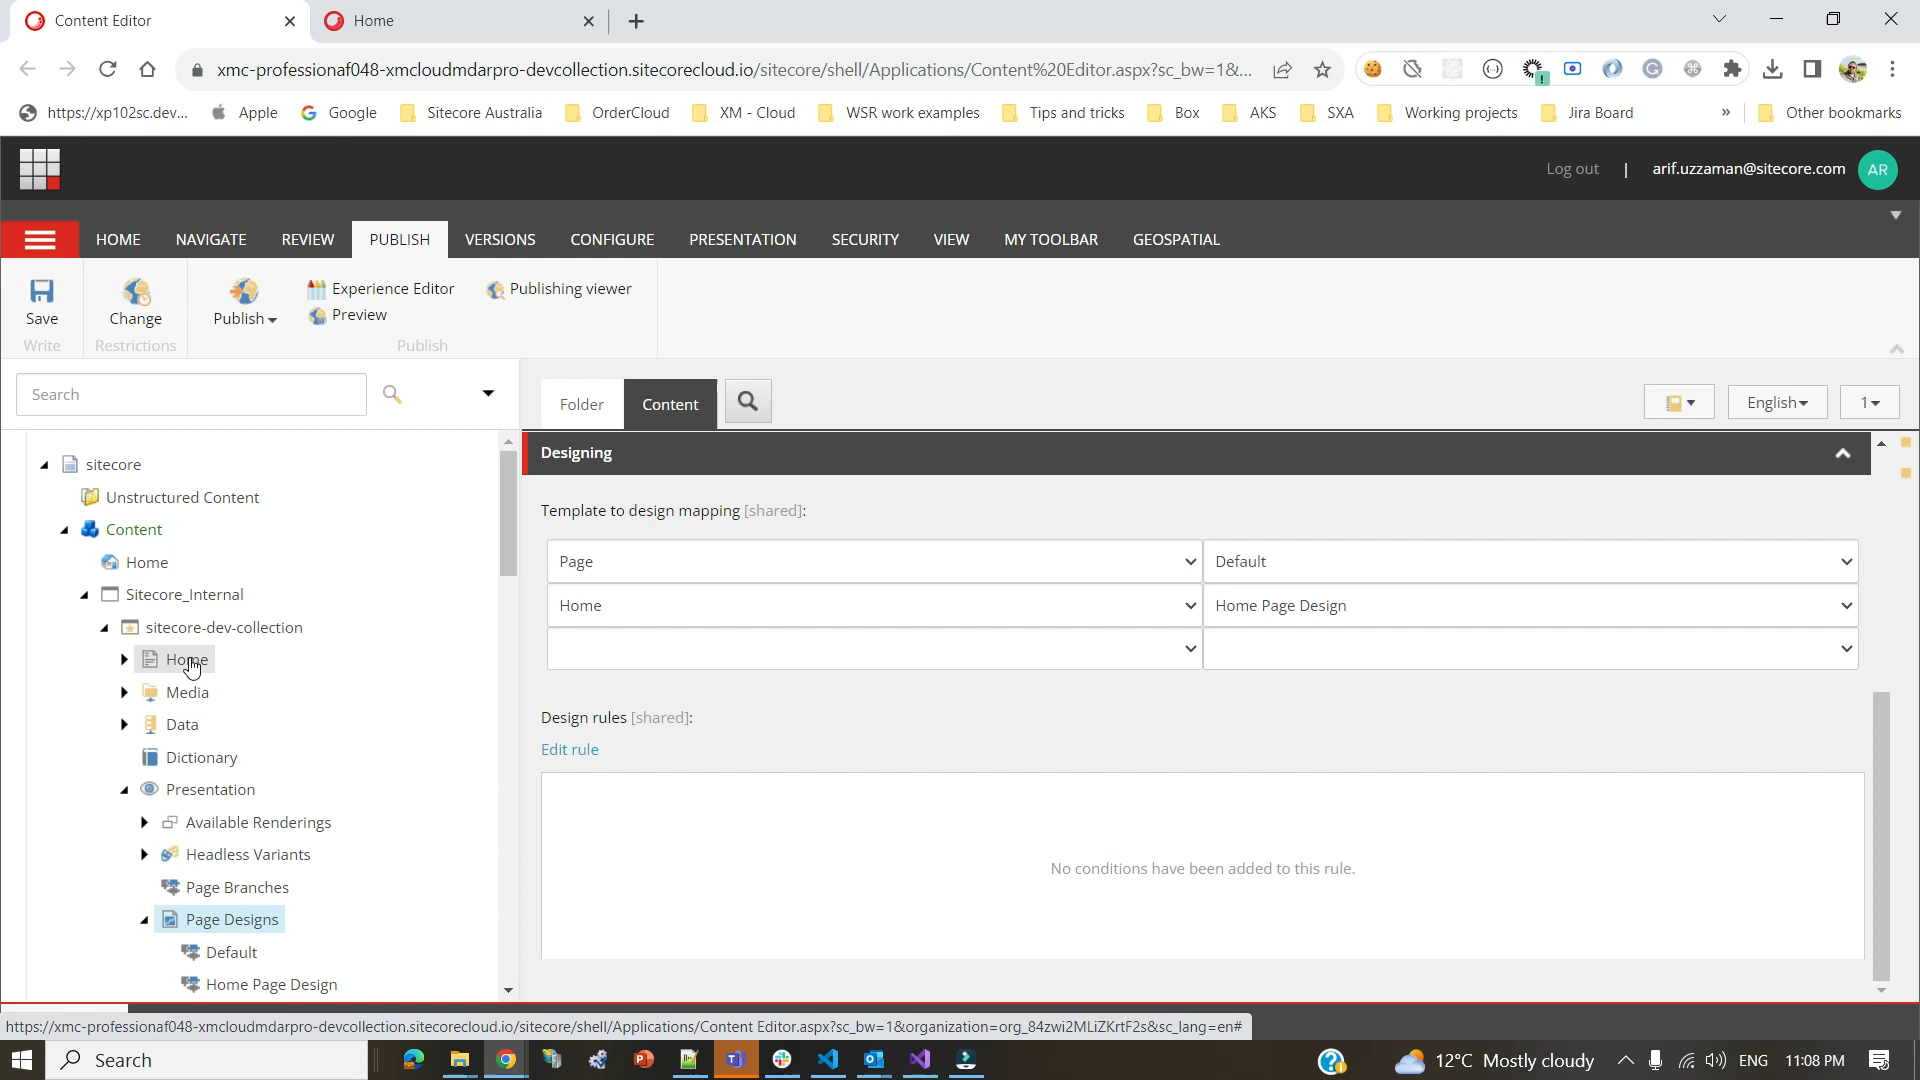 Content Editor
Home
xmc-professionaf048-xmcloudmdarpro-devcollection.sitecorecloud.io/sitecore/shell/Applications/Content%20Editor.aspx?sc_bw=1&...
https://xp102sc.dev...
Apple
Google
Sitecore Australia
OrderCloud
XM - Cloud
WSR work examples
Tips and tricks
Box
AKS
SXA
Working projects
Jira Board
»
Other bookmarks
Log out | arif.uzzaman@sitecore.com AR
HOME NAVIGATE REVIEW PUBLISH VERSIONS CONFIGURE PRESENTATION SECURITY VIEW MY TOOLBAR GEOSPATIAL
Save
Write
Change
Restrictions
Publish
Experience Editor
Preview
Publishing viewer
Publish
Search
Folder
Content
English
1
sitecore
Unstructured Content
Content
Home
Sitecore_Internal
sitecore-dev-collection
Home
Media
Data
Dictionary
Presentation
Available Renderings
Headless Variants
Page Branches
Page Designs
Default
Home Page Design
Designing
Template to design mapping [shared]:
Page
Default
Home
Home Page Design
Design rules [shared]:
Edit rule
No conditions have been added to this rule.
https://xmc-professionaf048-xmcloudmdarpro-devcollection.sitecorecloud.io/sitecore/shell/Applications/Content Editor.aspx?sc_bw=1&organization=org_84zwi2MLiZKrtF2s&sc_lang=en#
Search
12°C Mostly cloudy
ENG
11:08 PM